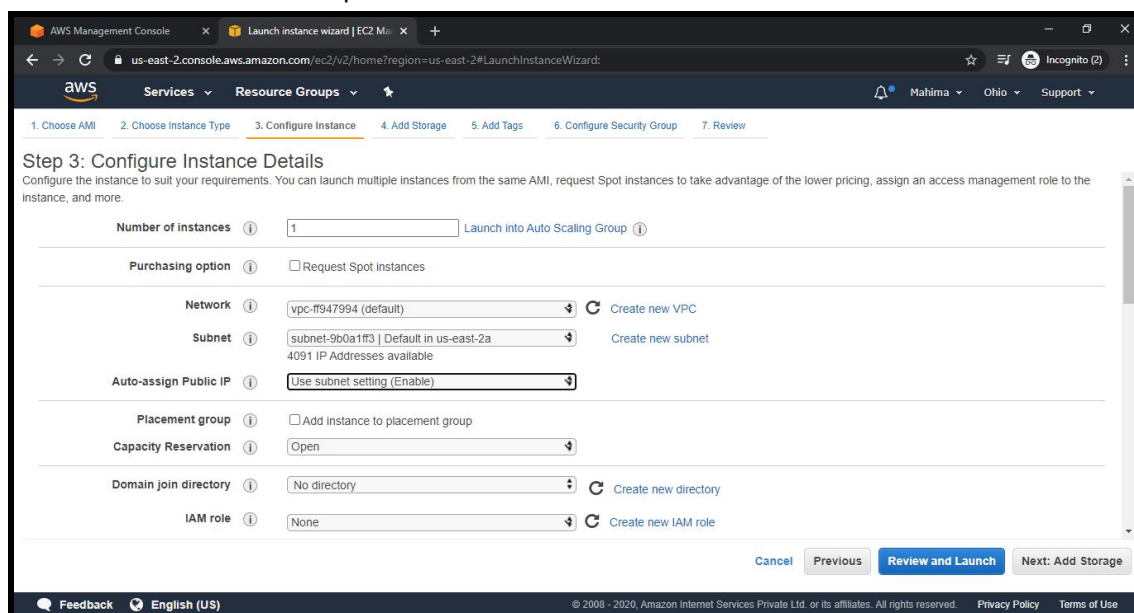 AWS Management Console
Launch instance wizard | EC2 Ma
us-east-2.console.aws.amazon.com/ec2/v2/home?region=us-east-2#LaunchInstanceWizard:
Incognito (2)
aws Services Resource Groups Mahima Ohio Support
1. Choose AMI 2. Choose Instance Type 3. Configure Instance 4. Add Storage 5. Add Tags 6. Configure Security Group 7. Review
Step 3: Configure Instance Details
Configure the instance to suit your requirements. You can launch multiple instances from the same AMI, request Spot instances to take advantage of the lower pricing, assign an access management role to the
instance, and more.
Number of instances 1 Launch into Auto Scaling Group
Purchasing option Request Spot instances
Network vpc-ff947994 (default) Create new VPC
Subnet subnet-9b0a1ff3 | Default in us-east-2a Create new subnet
4091 IP Addresses available
Auto-assign Public IP Use subnet setting (Enable)
Placement group Add instance to placement group
Capacity Reservation Open
Domain join directory No directory Create new directory
IAM role None Create new IAM role
Cancel Previous Review and Launch Next: Add Storage
Feedback English (US) © 2008 - 2020, Amazon Internet Services Private Ltd. or its affiliates. All rights reserved. Privacy Policy Terms of Use